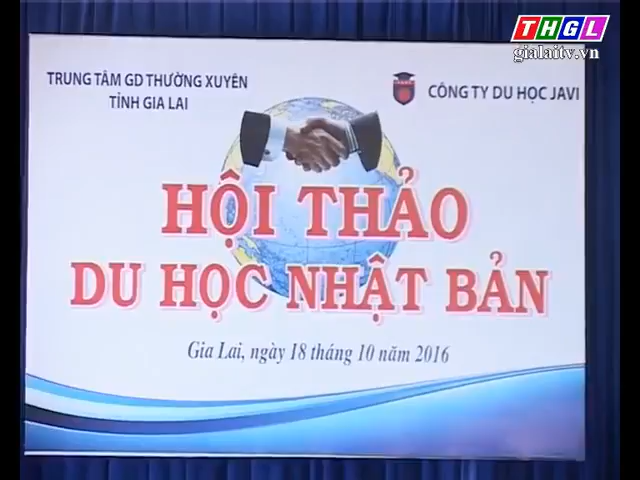 THGL
gialaitv.vn
TRUNG TÂM GD THƯỜNG XUYÊN
TỈNH GIA LAI
CÔNG TY DU HỌC JAVI
HỘI THẢO
DU HỌC NHẬT BẢN
Gia Lai, ngày 18 tháng 10 năm 2016